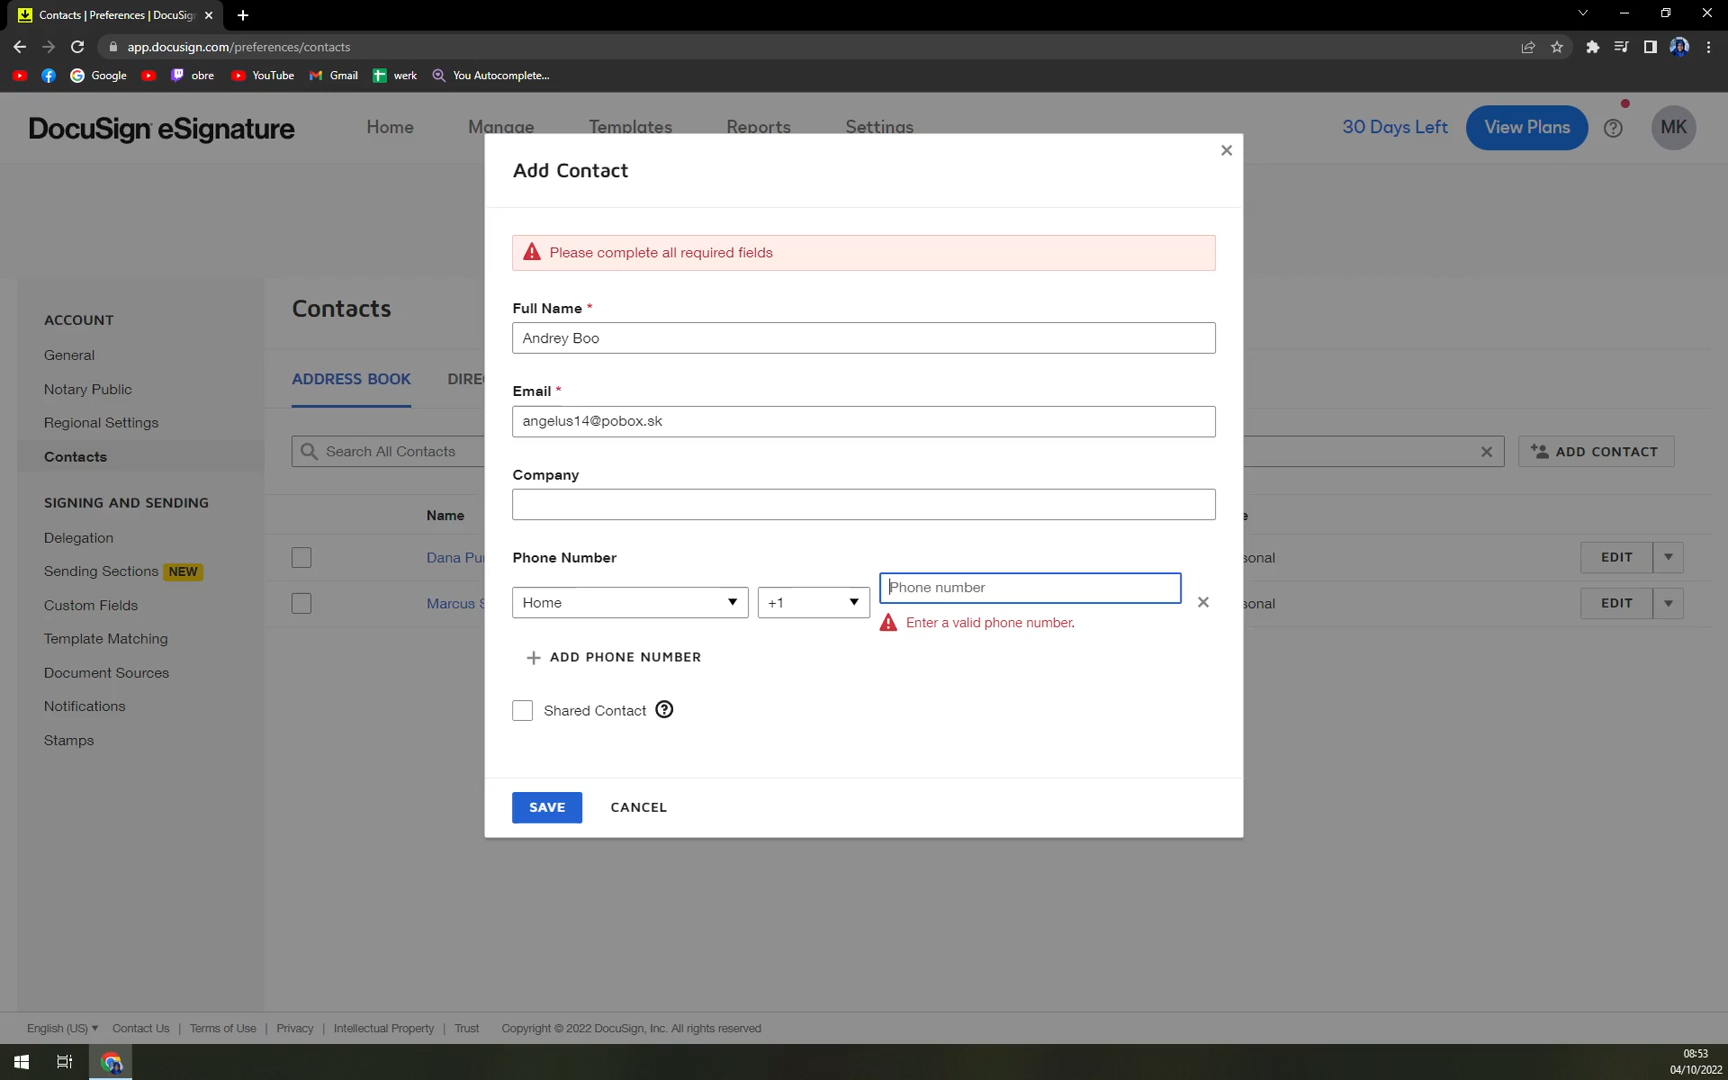 Contacts | Preferences | DocuSign
app.docusign.com/preferences/contacts
Google
obre
YouTube
Gmail
werk
You Autocomplete...
DocuSign eSignature
Home
Manage
Templates
Reports
Settings
30 Days Left
View Plans
MK
Add Contact
Please complete all required fields
Full Name *
Andrey Boo
Email *
angelus14@pobox.sk
Company
Phone Number
Home
+1
Phone number
Enter a valid phone number.
ADD PHONE NUMBER
Shared Contact
SAVE
CANCEL
ACCOUNT
General
Notary Public
Regional Settings
Contacts
SIGNING AND SENDING
Delegation
Sending Sections NEW
Custom Fields
Template Matching
Document Sources
Notifications
Stamps
Contacts
ADDRESS BOOK
DIRE
Search All Contacts
ADD CONTACT
Name
Dana Pu
sonal
EDIT
Marcus S
sonal
EDIT
English (US)
Contact Us | Terms of Use | Privacy | Intellectual Property | Trust
Copyright © 2022 DocuSign, Inc. All rights reserved
08:53
04/10/2022